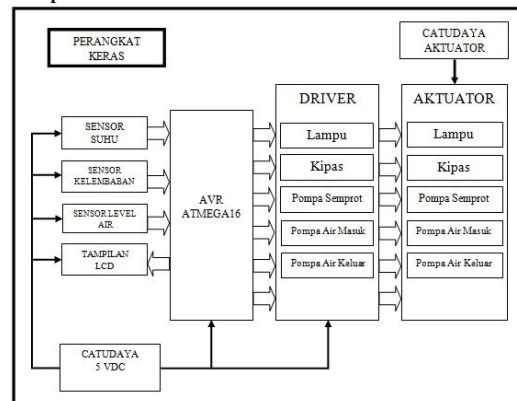 PERANGKAT
KERAS
CATUDAYA
AKTUATOR
SENSOR
SUHU
SENSOR
KELEMBABAN
SENSOR LEVEL
AIR
TAMPILAN
LCD
AVR
ATMEGA16
DRIVER
Lampu
Kipas
Pompa Semprot
Pompa Air Masuk
Pompa Air Keluar
AKTUATOR
Lampu
Kipas
Pompa Semprot
Pompa Air Masuk
Pompa Air Keluar
CATUDAYA
5 VDC